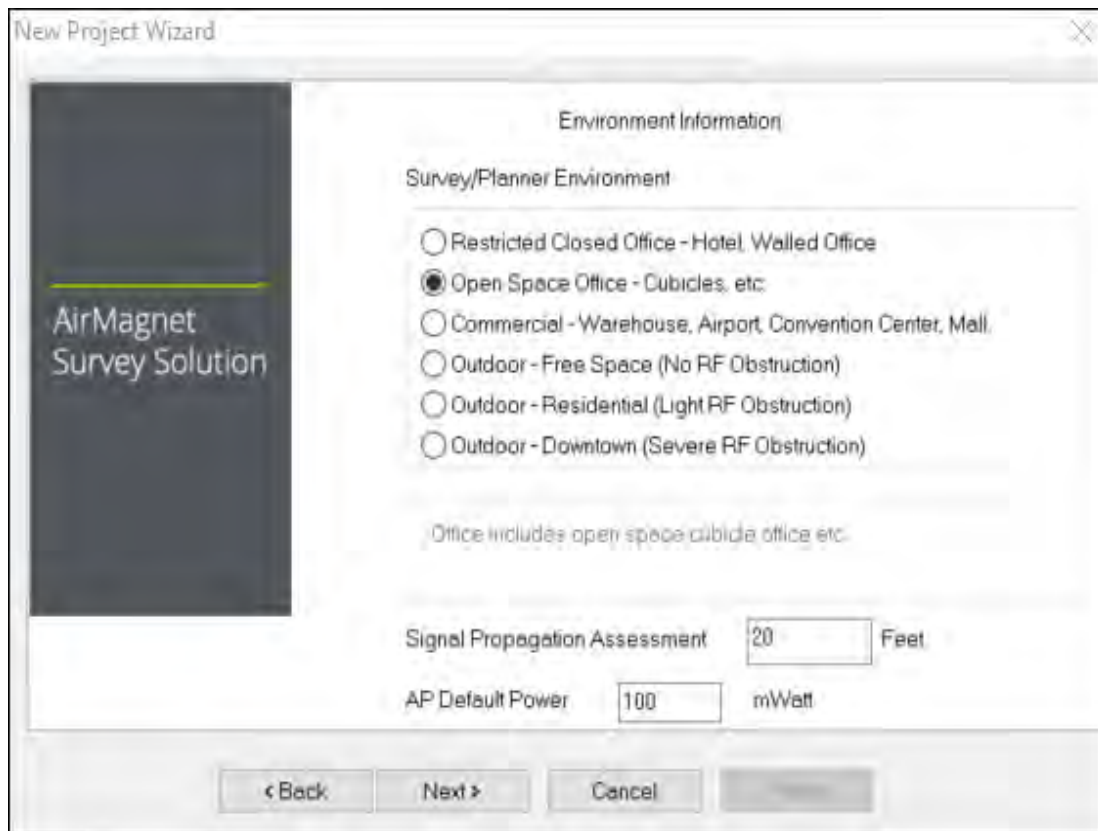 New Project Wizard
Environment Information
Survey/Planner Environment
AirMagnet
Survey Solution
Restricted Closed Office - Hotel, Walled Office
Open Space Office - Cubicles, etc
Commercial - Warehouse, Airport, Convention Center, Mall.
Outdoor - Free Space (No RF Obstruction)
Outdoor - Residential (Light RF Obstruction)
Outdoor - Downtown (Severe RF Obstruction)
Office includes open space cubicle office etc.
Signal Propagation Assessment 20 Feet
AP Default Power 100 mWatt
< Back Next > Cancel